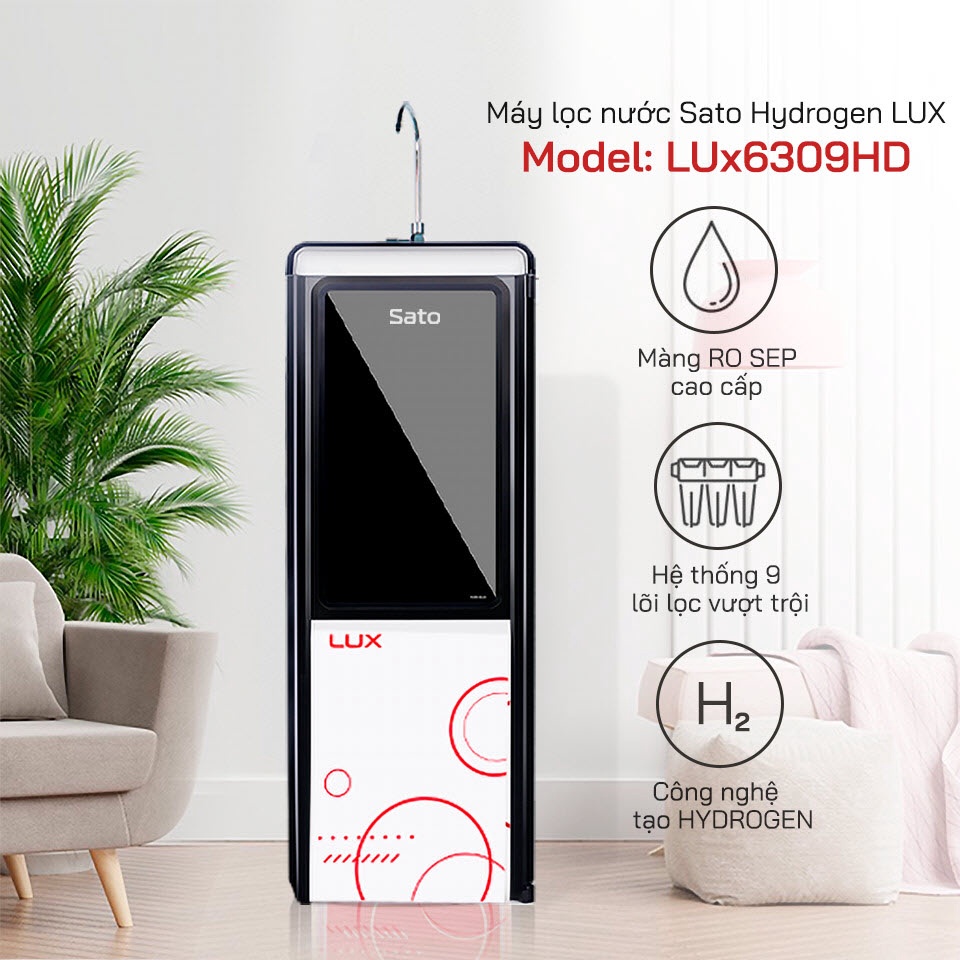 Máy lọc nước Sato Hydrogen LUX
Model: LUx6309HD
Sato
Màng RO SEP
cao cấp
Hệ thống 9
lõi lọc vượt trội
LUX
H₂
Công nghệ
tạo HYDROGEN